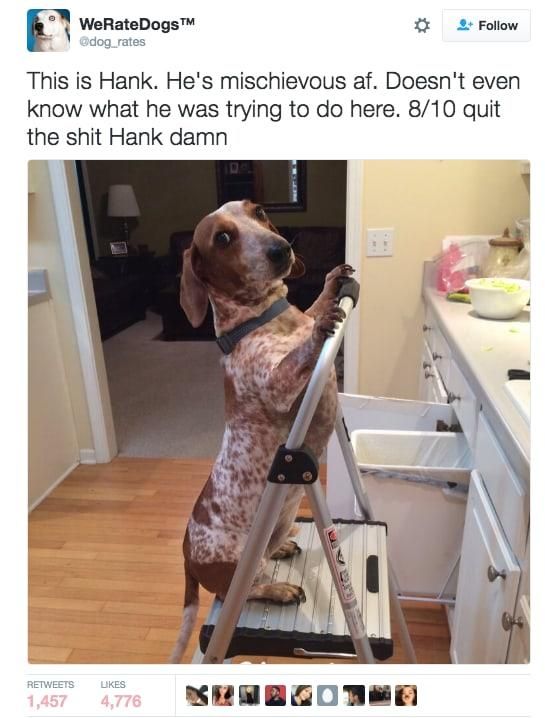 WeRateDogs™
@dog_rates
Follow
This is Hank. He's mischievous af. Doesn't even
know what he was trying to do here. 8/10 quit
the shit Hank damn
RETWEETS LIKES
1,457 4,776